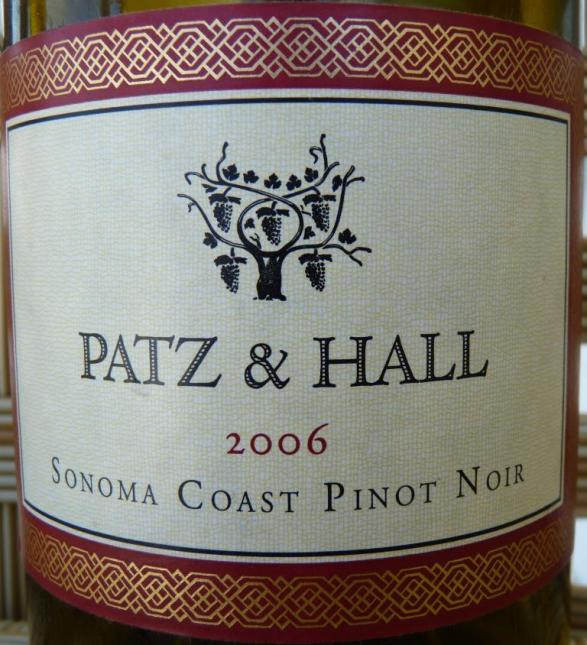 PATZ & HALL
2006
SONOMA COAST PINOT NOIR